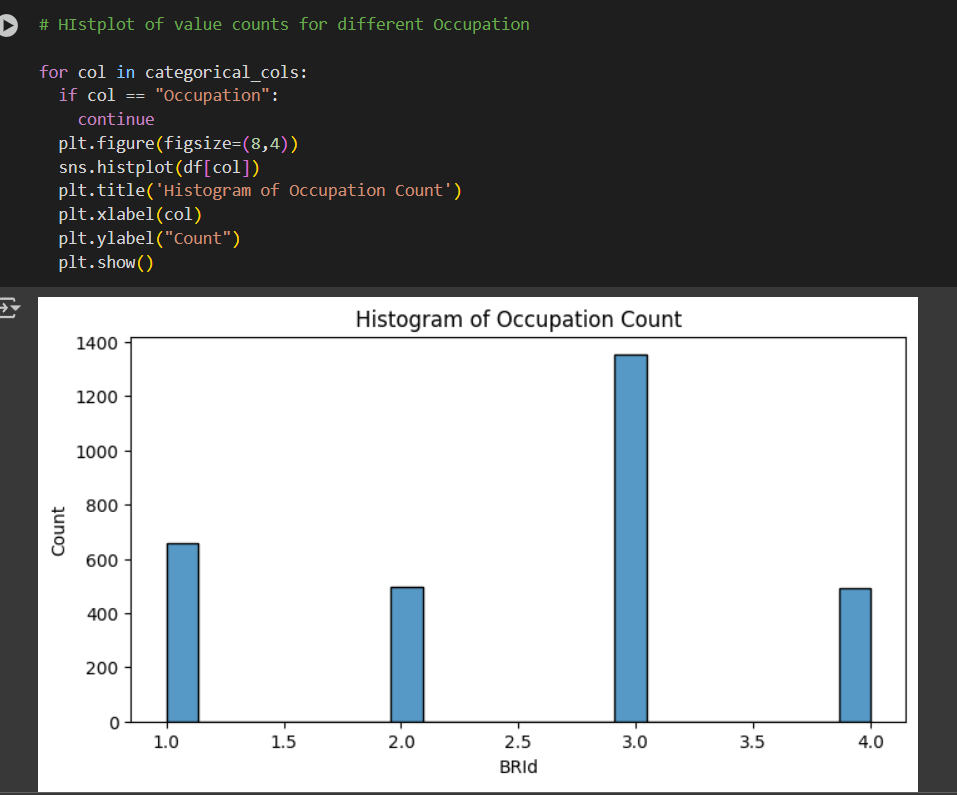 # HIstplot of value counts for different Occupation
for col in categorical_cols:
  if col == "Occupation":
    continue
  plt.figure(figsize=(8,4))
  sns.histplot(df[col])
  plt.title('Histogram of Occupation Count')
  plt.xlabel(col)
  plt.ylabel("Count")
  plt.show()
Histogram of Occupation Count
1400
1200
1000
800
600
400
200
0
Count
1.0 1.5 2.0 2.5 3.0 3.5 4.0
BRId